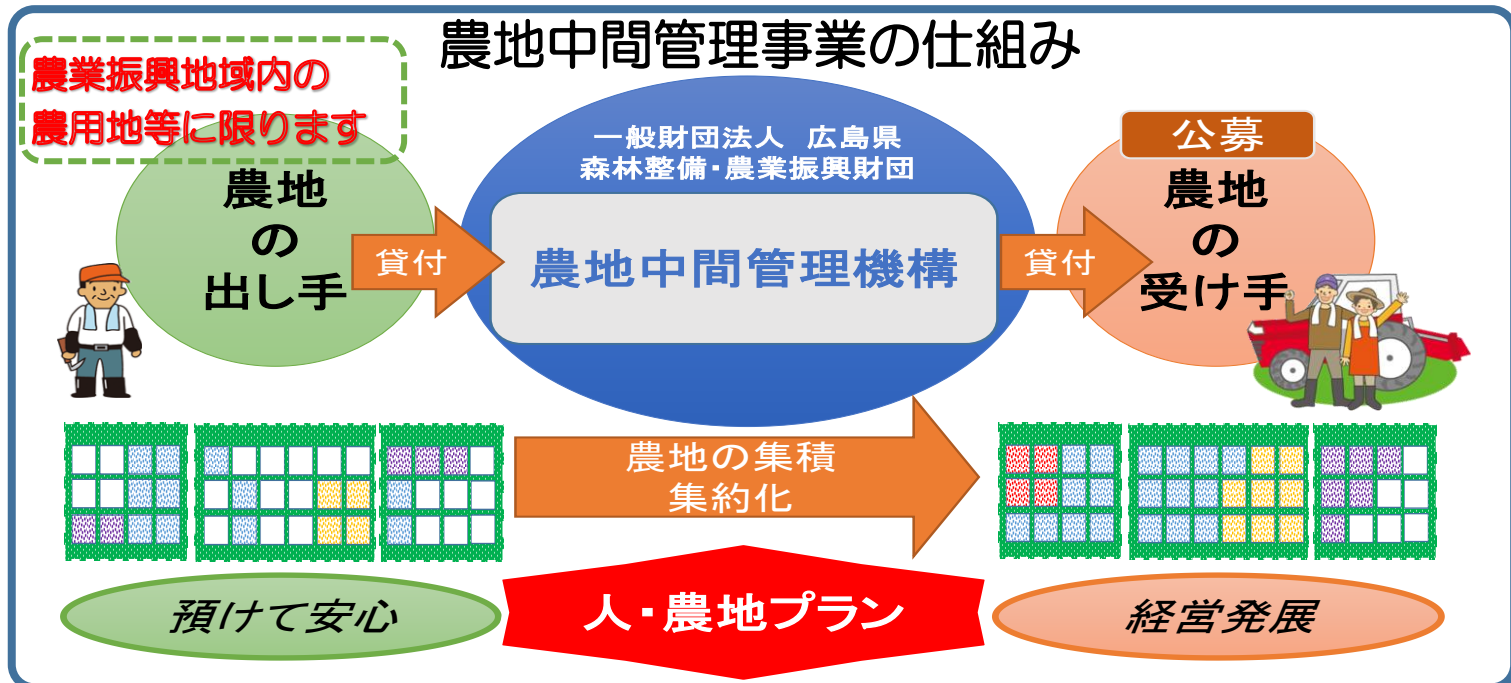 農地中間管理事業の仕組み
農業振興地域内の
農用地等に限ります
農地
の
出し手
貸付
一般財団法人 広島県
森林整備・農業振興財団
農地中間管理機構
貸付
公募
農地
の
受け手
農地の集積
集約化
預けて安心
人・農地プラン
経営発展